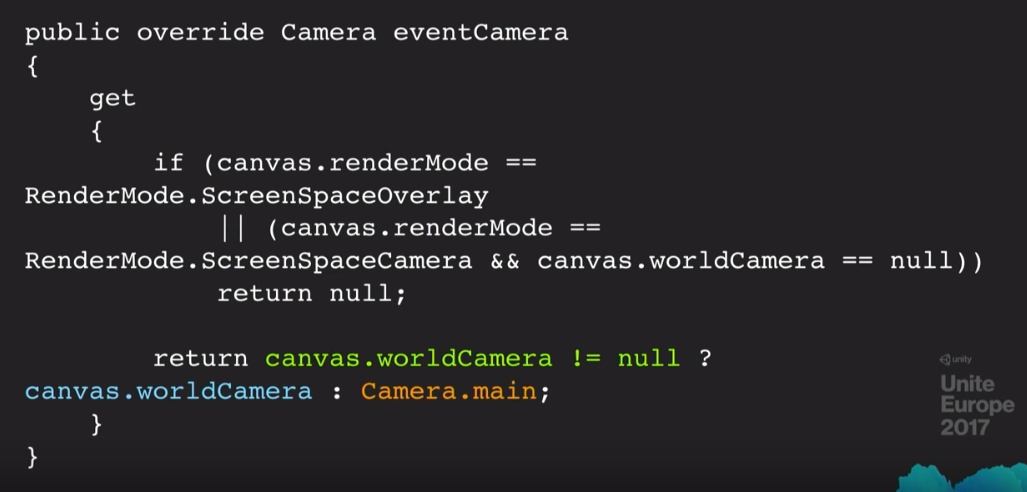 public override Camera eventCamera
{
get
{
if (canvas.renderMode ==
RenderMode.ScreenSpaceOverlay
|| (canvas.renderMode ==
RenderMode.ScreenSpaceCamera && canvas.worldCamera == null))
return null;
return canvas.worldCamera != null ?
canvas.worldCamera : Camera.main;
}
}
unity
Unite
Europe
2017